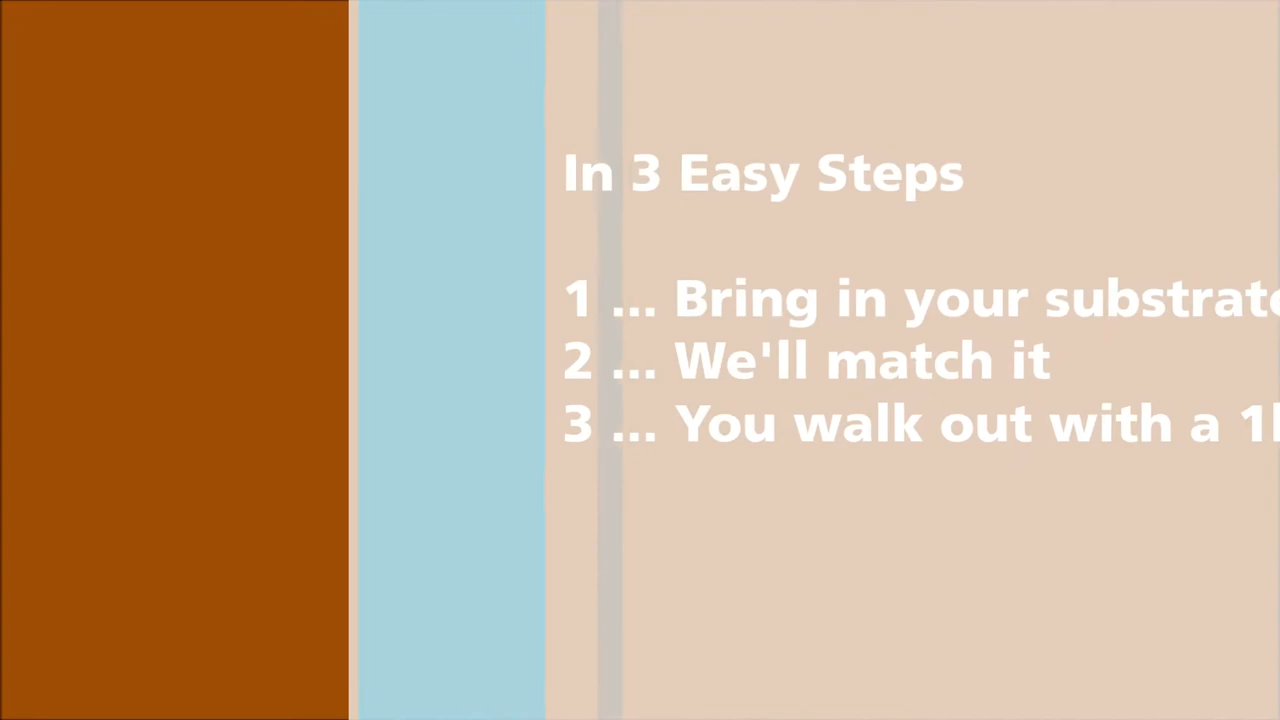 In 3 Easy Steps
1 ... Bring in your substrate
2 ... We'll match it
3 ... You walk out with a